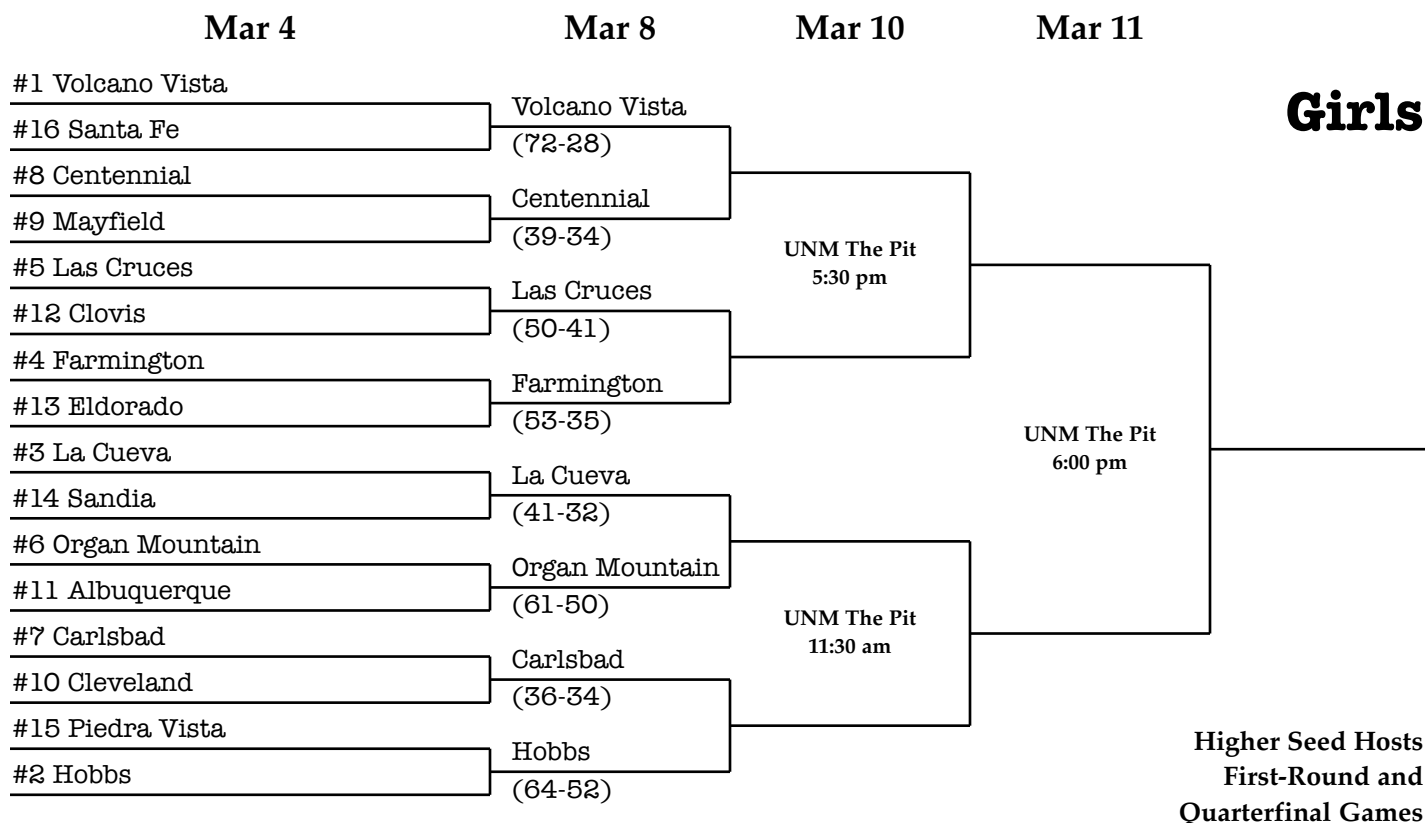 Mar 4
Mar 8
Mar 10
Mar 11
Girls
#1 Volcano Vista
#16 Santa Fe
#8 Centennial
#9 Mayfield
#5 Las Cruces
#12 Clovis
#4 Farmington
#13 Eldorado
#3 La Cueva
#14 Sandia
#6 Organ Mountain
#11 Albuquerque
#7 Carlsbad
#10 Cleveland
#15 Piedra Vista
#2 Hobbs
Volcano Vista
(72-28)
Centennial
(39-34)
Las Cruces
(50-41)
Farmington
(53-35)
La Cueva
(41-32)
Organ Mountain
(61-50)
Carlsbad
(36-34)
Hobbs
(64-52)
UNM The Pit
5:30 pm
UNM The Pit
11:30 am
UNM The Pit
6:00 pm
Higher Seed Hosts
First-Round and
Quarterfinal Games